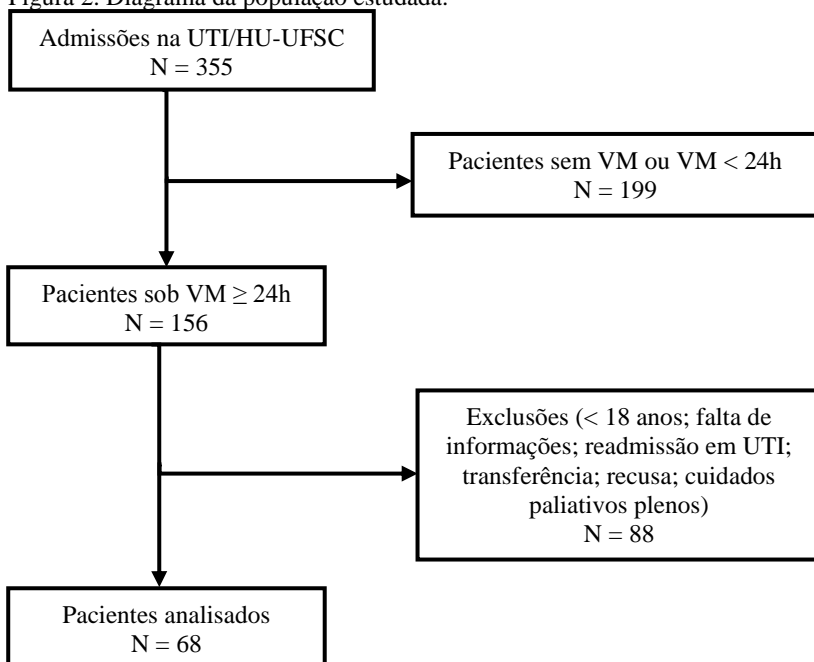 Figura 2. Diagrama da população estudada.
Admissões na UTI/HU-UFSC
N = 355
Pacientes sem VM ou VM < 24h
N = 199
Pacientes sob VM ≥ 24h
N = 156
Exclusões (< 18 anos; falta de
informações; readmissão em UTI;
transferência; recusa; cuidados
paliativos plenos)
N = 88
Pacientes analisados
N = 68